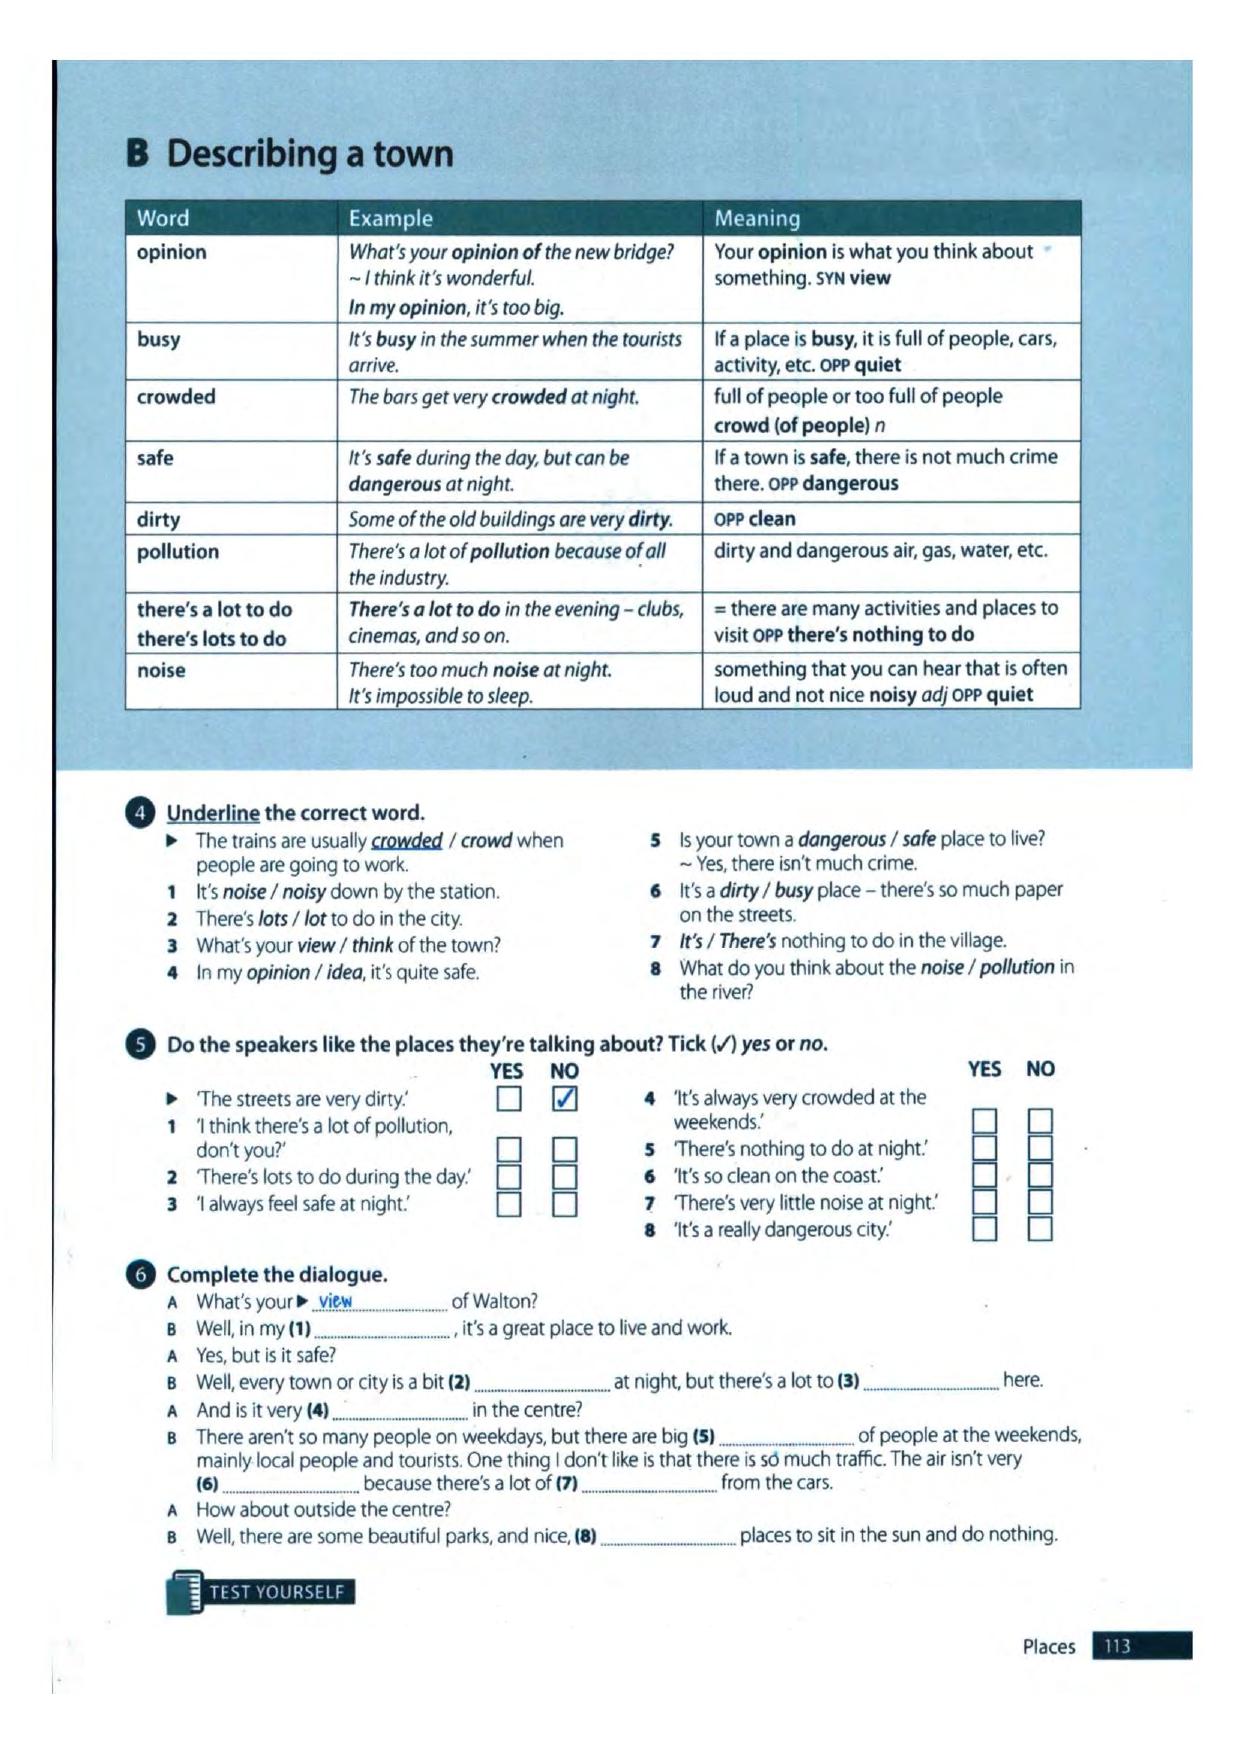 B Describing a town
Word Example Meaning
opinion What's your opinion of the new bridge? Your opinion is what you think about
~ I think it's wonderful. something. SYN view
In my opinion, it's too big.
busy It's busy in the summer when the tourists If a place is busy, it is full of people, cars,
arrive. activity, etc. OPP quiet
crowded The bars get very crowded at night. full of people or too full of people
crowd (of people) n
safe It's safe during the day, but can be If a town is safe, there is not much crime
dangerous at night. there. OPP dangerous
dirty Some of the old buildings are very dirty. OPP clean
pollution There's a lot of pollution because of all dirty and dangerous air, gas, water, etc.
the industry.
there's a lot to do There's a lot to do in the evening – clubs, = there are many activities and places to
there's lots to do cinemas, and so on. visit OPP there's nothing to do
noise There's too much noise at night. something that you can hear that is often
It's impossible to sleep. loud and not nice noisy adj OPP quiet
4 Underline the correct word.
► The trains are usually crowded / crowd when
people are going to work.
1 It's noise / noisy down by the station.
2 There's lots / lot to do in the city.
3 What's your view / think of the town?
4 In my opinion / idea, it's quite safe.
5 Is your town a dangerous / safe place to live?
~ Yes, there isn't much crime.
6 It's a dirty / busy place – there's so much paper
on the streets.
7 It's / There's nothing to do in the village.
8 What do you think about the noise / pollution in
the river?
5 Do the speakers like the places they're talking about? Tick (✓) yes or no.
YES NO
► 'The streets are very dirty.' ✓
1 'I think there's a lot of pollution,
don't you?'
2 'There's lots to do during the day.'
3 'I always feel safe at night.'
YES NO
4 'It's always very crowded at the
weekends.'
5 'There's nothing to do at night.'
6 'It's so clean on the coast.'
7 'There's very little noise at night.'
8 'It's a really dangerous city.'
6 Complete the dialogue.
A What's your ► view of Walton?
B Well, in my (1) , it's a great place to live and work.
A Yes, but is it safe?
B Well, every town or city is a bit (2) at night, but there's a lot to (3) here.
A And is it very (4) in the centre?
B There aren't so many people on weekdays, but there are big (5) of people at the weekends,
mainly local people and tourists. One thing I don't like is that there is so much traffic. The air isn't very
(6) because there's a lot of (7) from the cars.
A How about outside the centre?
B Well, there are some beautiful parks, and nice, (8) places to sit in the sun and do nothing.
TEST YOURSELF
Places 113